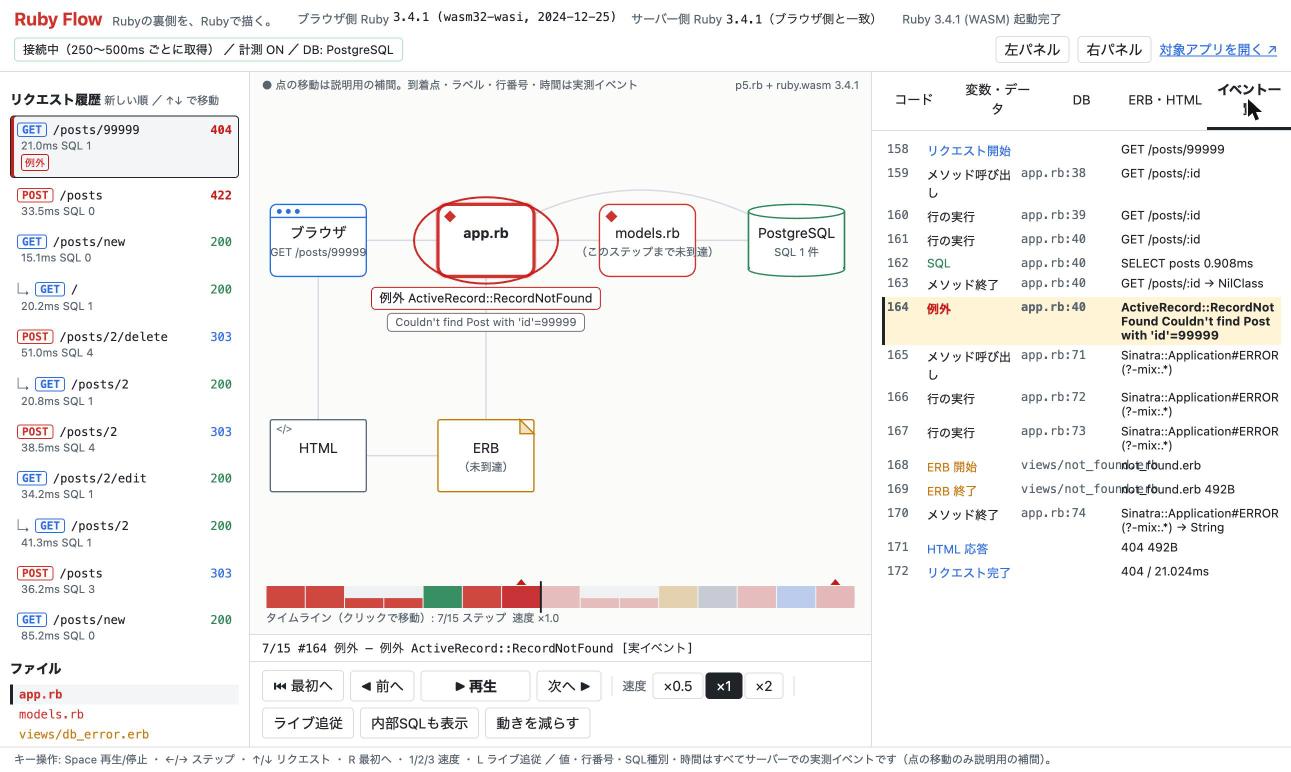 Ruby Flow Rubyの裏側を、Rubyで描く。 ブラウザ側 Ruby 3.4.1 (wasm32-wasi, 2024-12-25) サーバー側 Ruby 3.4.1（ブラウザ側と一致） Ruby 3.4.1 (WASM) 起動完了
接続中（250〜500ms ごとに取得） ／ 計測 ON ／ DB: PostgreSQL 左パネル 右パネル 対象アプリを開く ↗
リクエスト履歴 新しい順 ／ ↑↓ で移動
GET /posts/99999 404
21.0ms SQL 1
例外
POST /posts 422
33.5ms SQL 0
GET /posts/new 200
15.1ms SQL 0
GET / 200
20.2ms SQL 1
POST /posts/2/delete 303
51.0ms SQL 4
GET /posts/2 200
20.8ms SQL 1
POST /posts/2 303
38.5ms SQL 4
GET /posts/2/edit 200
34.2ms SQL 1
GET /posts/2 200
41.3ms SQL 1
POST /posts 303
36.2ms SQL 3
GET /posts/new 200
85.2ms SQL 0
ファイル
app.rb
models.rb
views/db_error.erb
● 点の移動は説明用の補間。到着点・ラベル・行番号・時間は実測イベント p5.rb + ruby.wasm 3.4.1
ブラウザ
GET /posts/99999
app.rb
models.rb
（このステップまで未到達）
PostgreSQL
SQL 1 件
例外 ActiveRecord::RecordNotFound
Couldn't find Post with 'id'=99999
</>
HTML
ERB
（未到達）
タイムライン（クリックで移動）: 7/15 ステップ 速度 ×1.0
7/15 #164 例外 — 例外 ActiveRecord::RecordNotFound [実イベント]
⏮ 最初へ ◀ 前へ ▶ 再生 次へ ▶ 速度 ×0.5 ×1 ×2
ライブ追従 内部SQLも表示 動きを減らす
コード 変数・データ DB ERB・HTML イベント一
158 リクエスト開始 GET /posts/99999
159 メソッド呼び出し app.rb:38 GET /posts/:id
160 行の実行 app.rb:39 GET /posts/:id
161 行の実行 app.rb:40 GET /posts/:id
162 SQL app.rb:40 SELECT posts 0.908ms
163 メソッド終了 app.rb:40 GET /posts/:id → NilClass
164 例外 app.rb:40 ActiveRecord::RecordNot
Found Couldn't find Post
with 'id'=99999
165 メソッド呼び出し app.rb:71 Sinatra::Application#ERROR
(?-mix:.*)
166 行の実行 app.rb:72 Sinatra::Application#ERROR
(?-mix:.*)
167 行の実行 app.rb:73 Sinatra::Application#ERROR
(?-mix:.*)
168 ERB 開始 views/not_found.erb not_found.erb
169 ERB 終了 views/not_found.erb not_found.erb 492B
170 メソッド終了 app.rb:74 Sinatra::Application#ERROR
(?-mix:.*) → String
171 HTML 応答 404 492B
172 リクエスト完了 404 / 21.024ms
キー操作: Space 再生/停止 ・ ←/→ ステップ ・ ↑/↓ リクエスト ・ R 最初へ ・ 1/2/3 速度 ・ L ライブ追従 ／ 値・行番号・SQL種別・時間はすべてサーバーでの実測イベントです（点の移動のみ説明用の補間）。